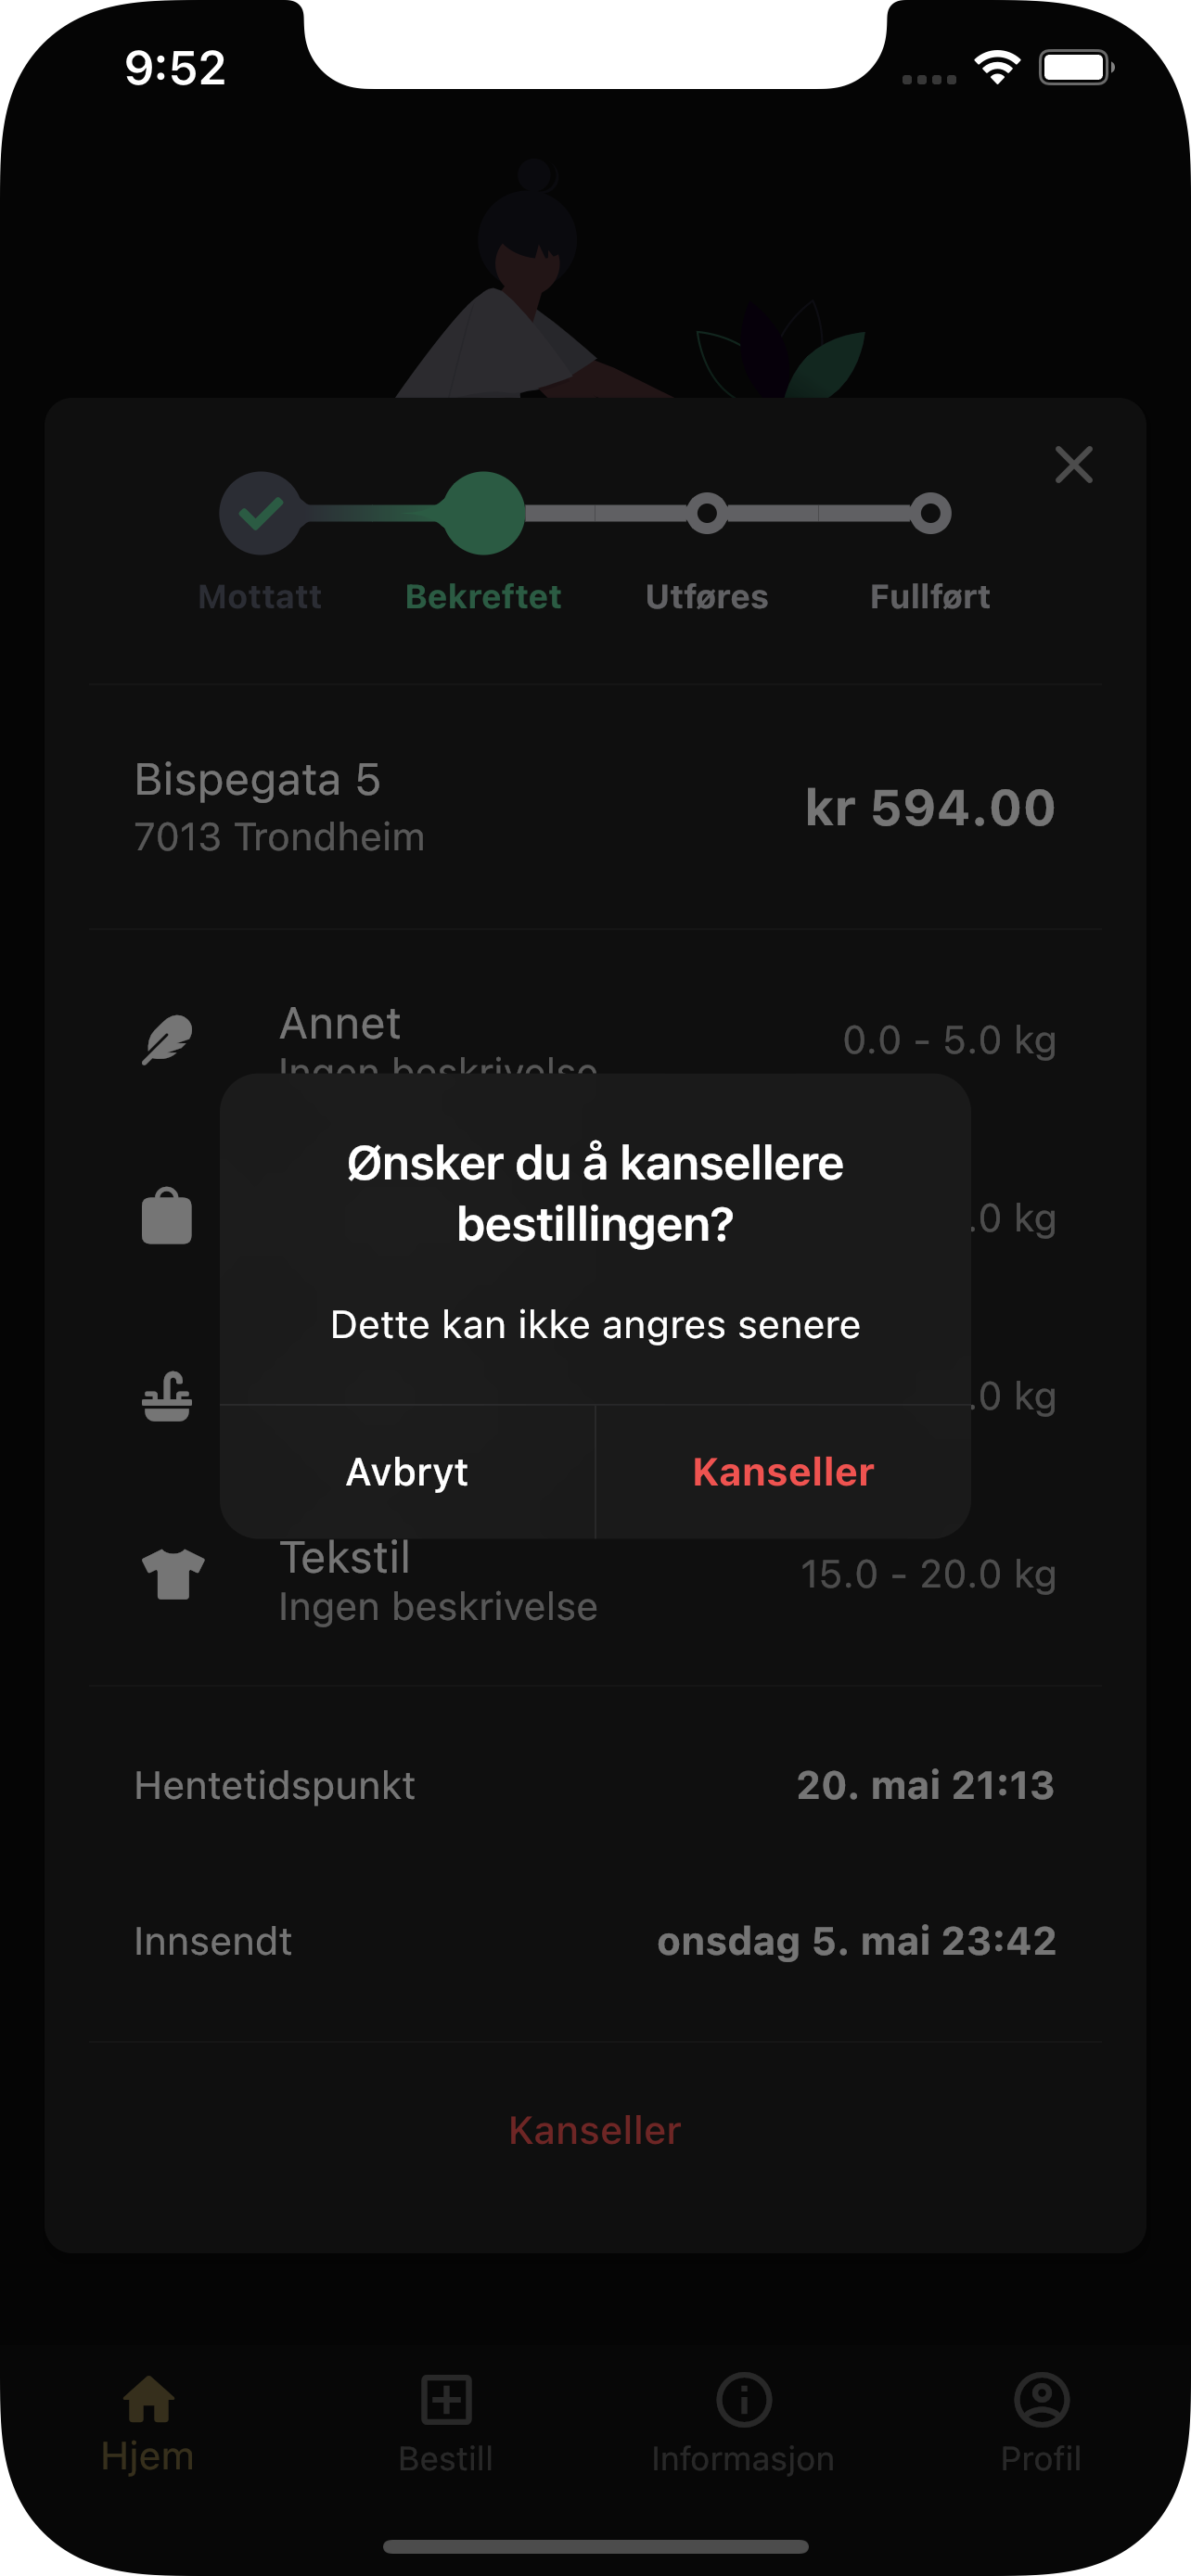 9:52
Mottatt Bekreftet Utføres Fullført
Bispegata 5
7013 Trondheim
kr 594.00
Annet
Ingen beskrivelse
0.0 - 5.0 kg
Ønsker du å kansellere
bestillingen?
.0 kg
Dette kan ikke angres senere
.0 kg
Avbryt Kanseller
Tekstil
Ingen beskrivelse
15.0 - 20.0 kg
Hentetidspunkt 20. mai 21:13
Innsendt onsdag 5. mai 23:42
Kanseller
Hjem Bestill Informasjon Profil